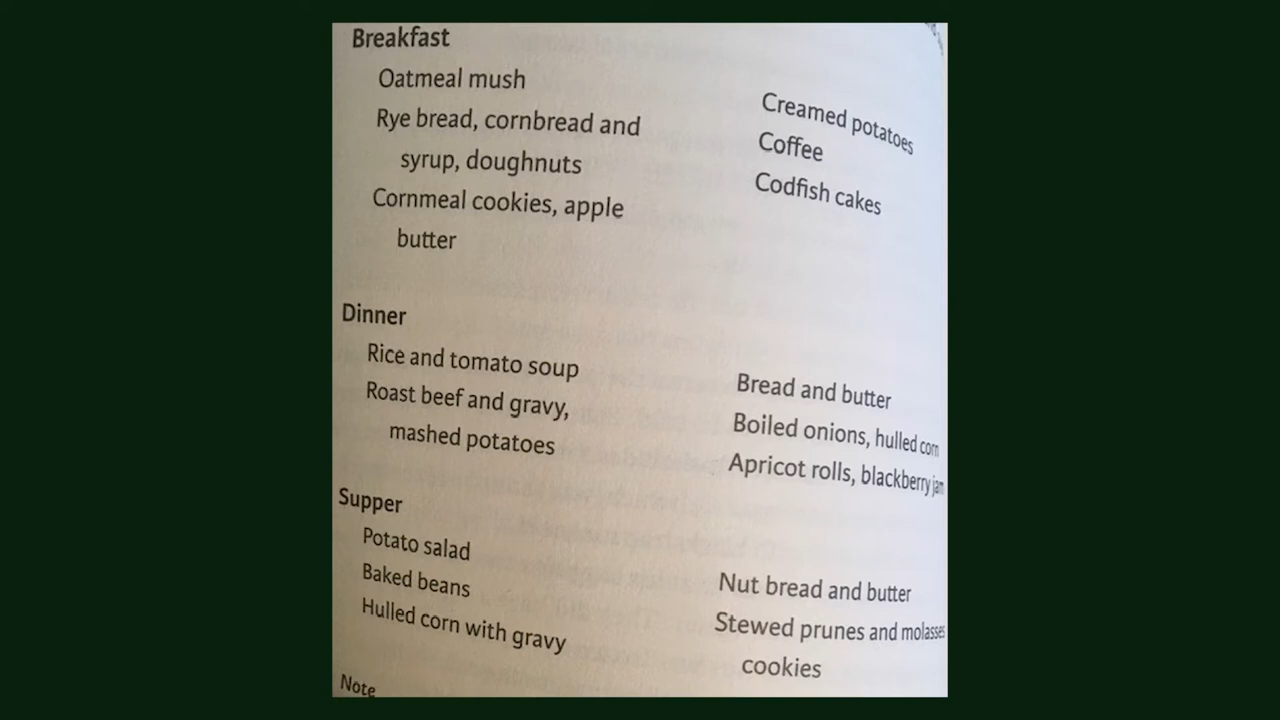 Breakfast
Oatmeal mush
Rye bread, cornbread and
syrup, doughnuts
Cornmeal cookies, apple
butter
Creamed potatoes
Coffee
Codfish cakes
Dinner
Rice and tomato soup
Roast beef and gravy,
mashed potatoes
Bread and butter
Boiled onions, hulled corn
Apricot rolls, blackberry jam
Supper
Potato salad
Baked beans
Hulled corn with gravy
Nut bread and butter
Stewed prunes and molasses
cookies
Note